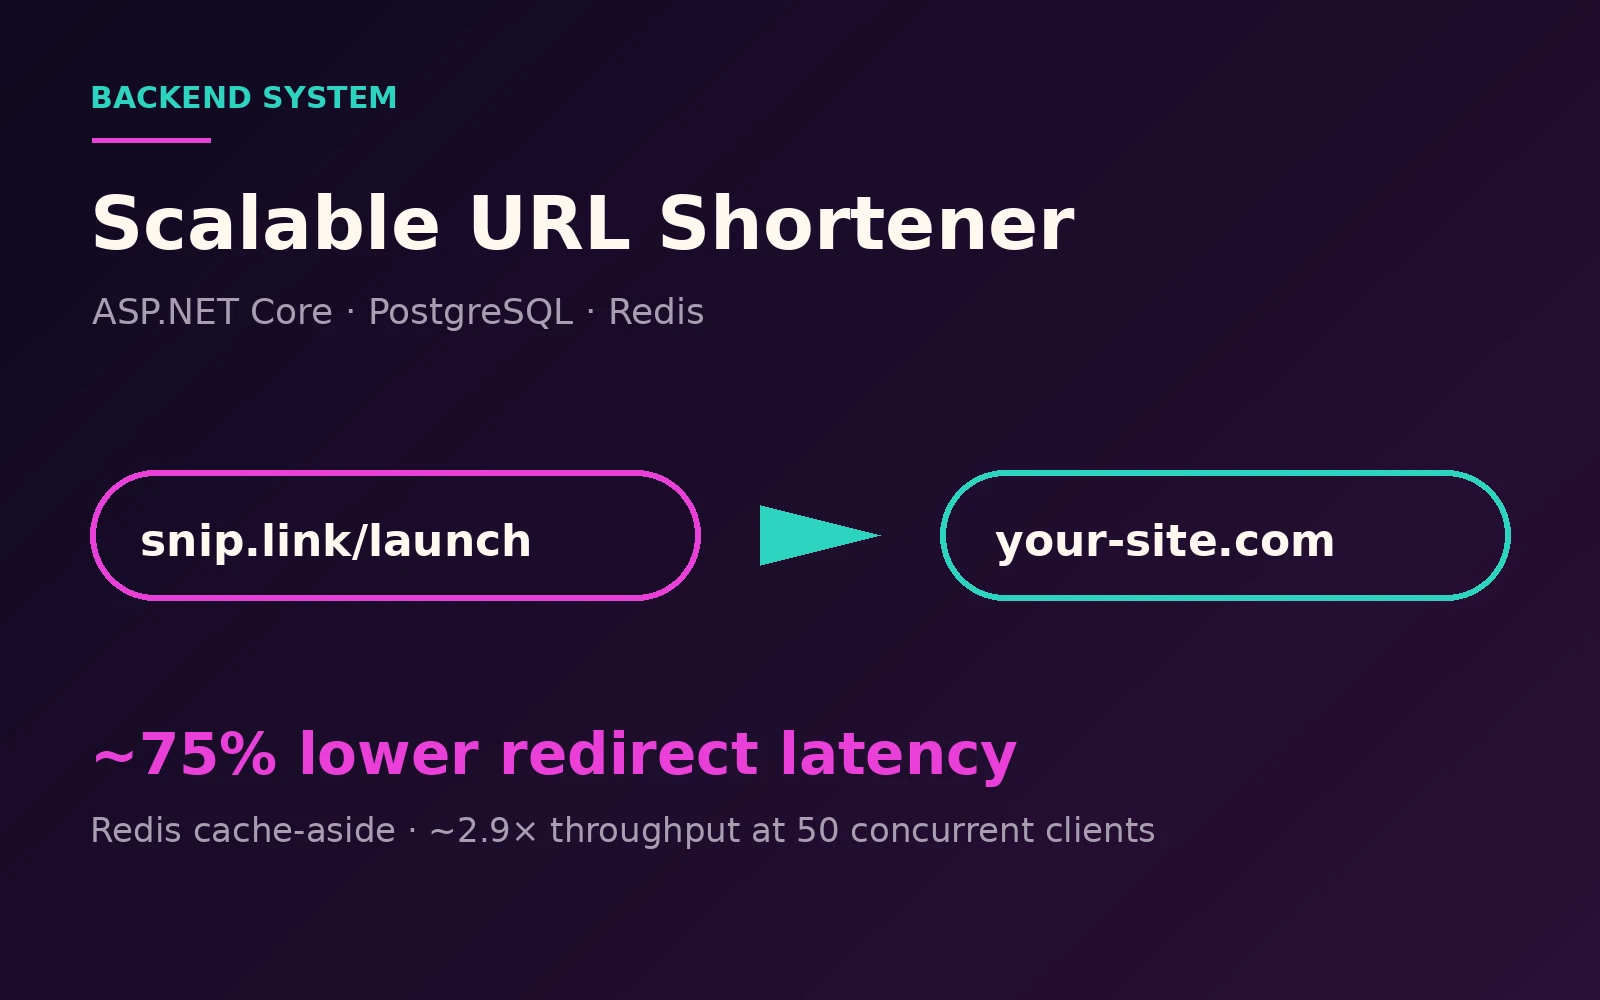 BACKEND SYSTEM
Scalable URL Shortener
ASP.NET Core · PostgreSQL · Redis
snip.link/launch
your-site.com
~75% lower redirect latency
Redis cache-aside · ~2.9× throughput at 50 concurrent clients